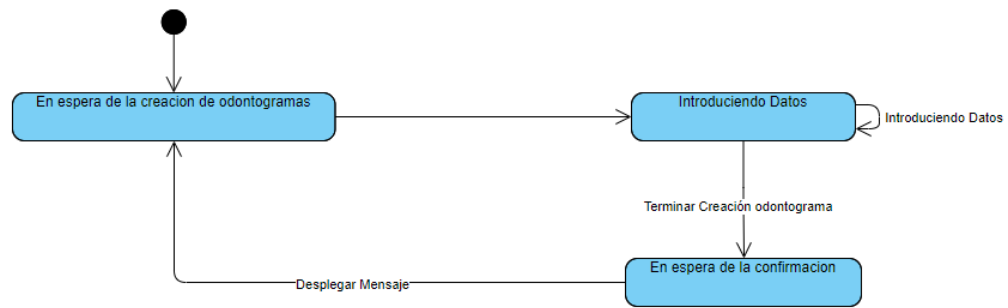 En espera de la creacion de odontogramas
Introduciendo Datos
Introduciendo Datos
Terminar Creación odontograma
En espera de la confirmacion
Desplegar Mensaje